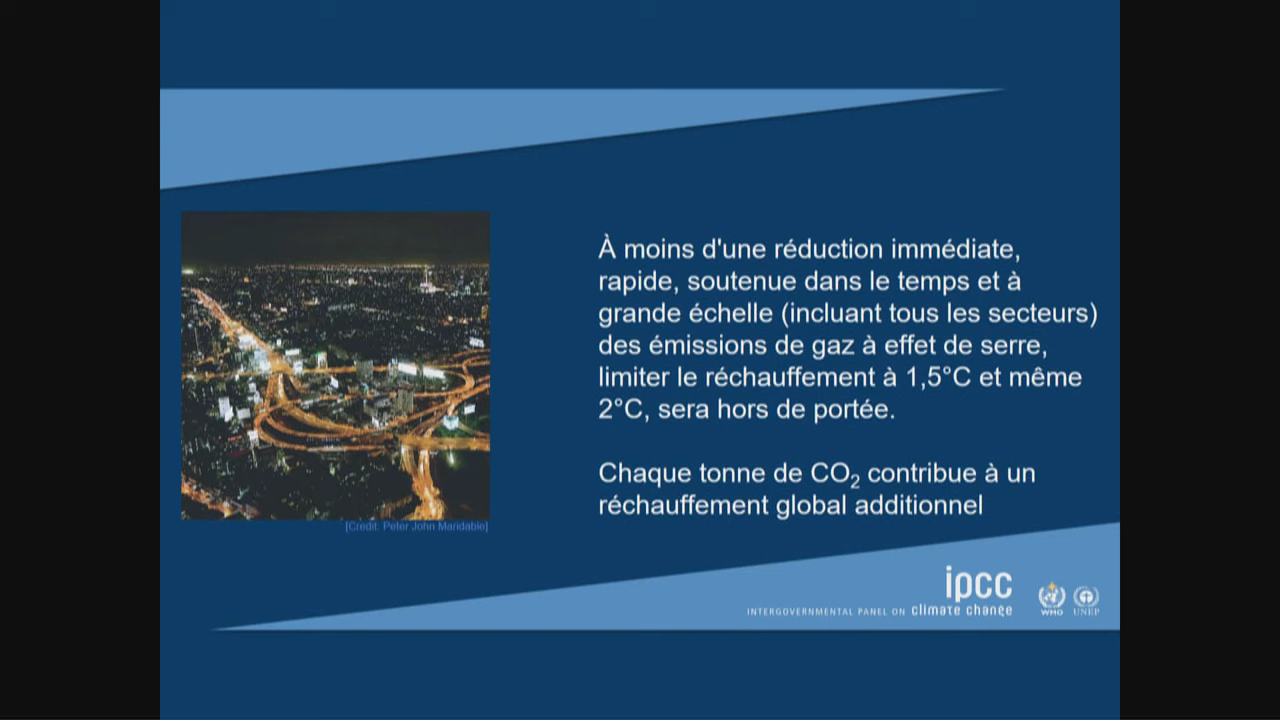 À moins d'une réduction immédiate,
rapide, soutenue dans le temps et à
grande échelle (incluant tous les secteurs)
des émissions de gaz à effet de serre,
limiter le réchauffement à 1,5°C et même
2°C, sera hors de portée.
Chaque tonne de CO₂ contribue à un
réchauffement global additionnel
[Credit: Peter John Maridable]
ipcc
INTERGOVERNMENTAL PANEL ON climate change
WMO
UNEP